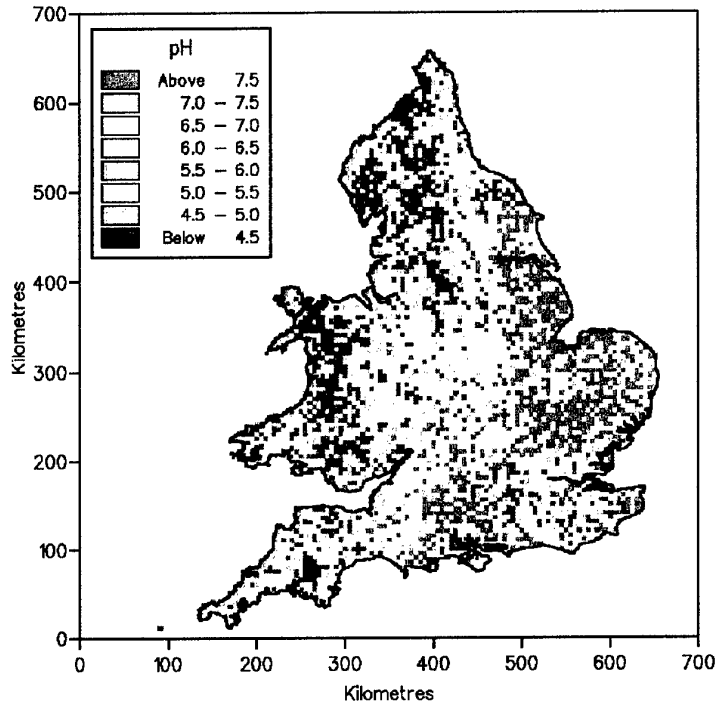 700
600
500
400
300
200
100
0
Kilometres
pH
Above 7.5
7.0 – 7.5
6.5 – 7.0
6.0 – 6.5
5.5 – 6.0
5.0 – 5.5
4.5 – 5.0
Below 4.5
0 100 200 300 400 500 600 700
Kilometres